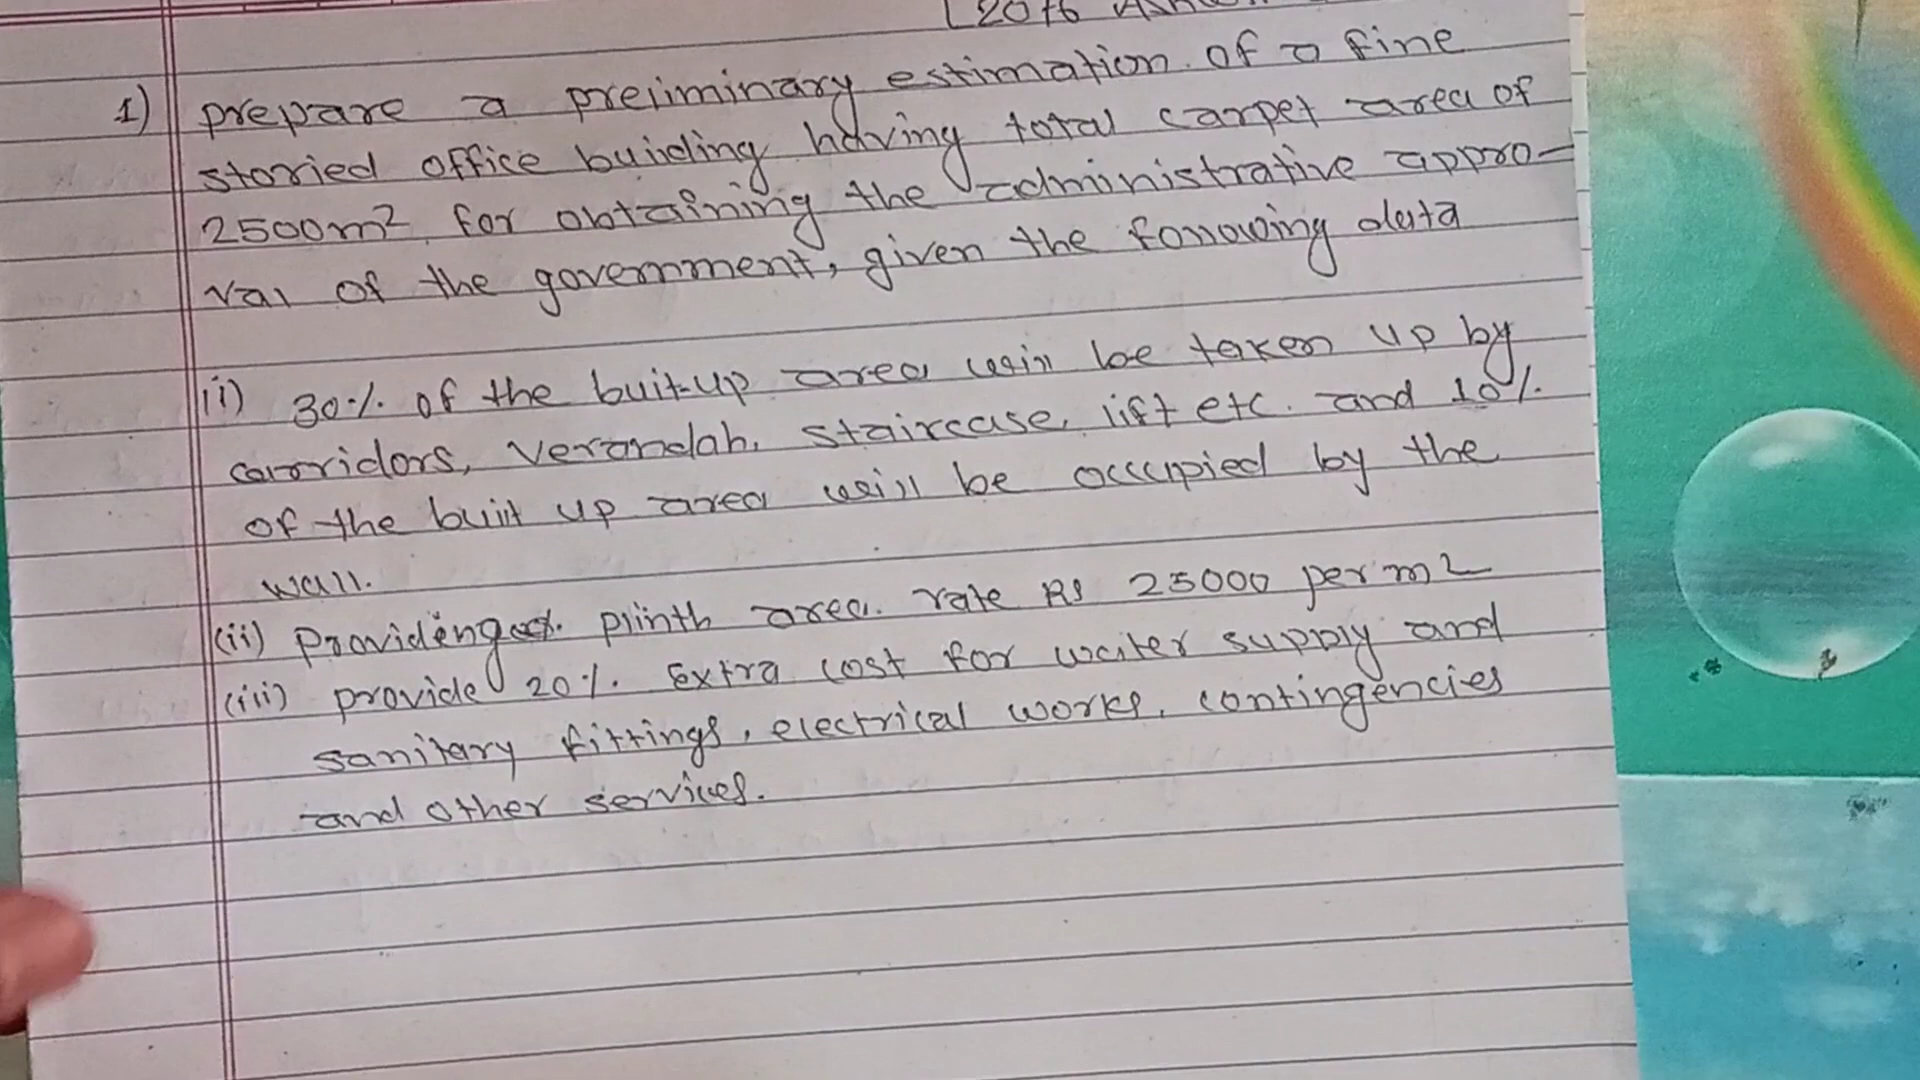 [2076
1) prepare a preliminary estimation of a fine
storied office building having total carpet area of
2500m2 for obtaining the administrative appro-
val of the government, given the following data
ii) 30% of the buit-up area will be taken up by
corridors, verandah, staircase, lift etc. and 10%
of the built up area will be occupied by the
wall.
(ii) Providing plinth area. rate Rs 25000 per m2
(iii) provide 20% Extra cost for water supply and
sanitary fittings, electrical works, contingencies
and other services.